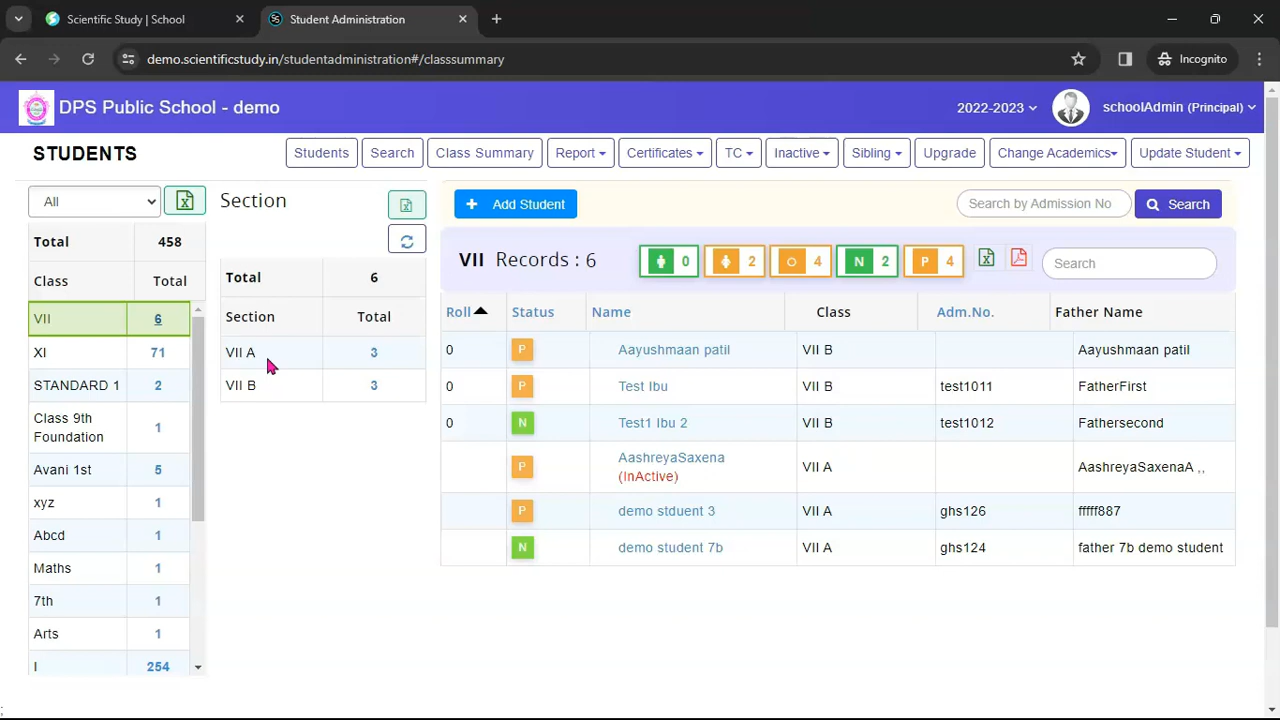 Scientific Study | School
Student Administration
demo.scientificstudy.in/studentadministration#/classsummary
Incognito
DPS Public School - demo
2022-2023
schoolAdmin (Principal)
STUDENTS
Students
Search
Class Summary
Report
Certificates
TC
Inactive
Sibling
Upgrade
Change Academics
Update Student
All
Total 458
Class Total
VII 6
XI 71
STANDARD 1 2
Class 9th
Foundation 1
Avani 1st 5
xyz 1
Abcd 1
Maths 1
7th 1
Arts 1
I 254
Section
Total 6
Section Total
VII A 3
VII B 3
+ Add Student
Search by Admission No
Search
VII Records : 6
0
2
4
N 2
P 4
Search
Roll Status Name Class Adm.No. Father Name
0 P Aayushmaan patil VII B Aayushmaan patil
0 P Test Ibu VII B test1011 FatherFirst
0 N Test1 Ibu 2 VII B test1012 Fathersecond
P AashreyaSaxena VII A AashreyaSaxenaA ,,
(InActive)
P demo stduent 3 VII A ghs126 fffff887
N demo student 7b VII A ghs124 father 7b demo student
;